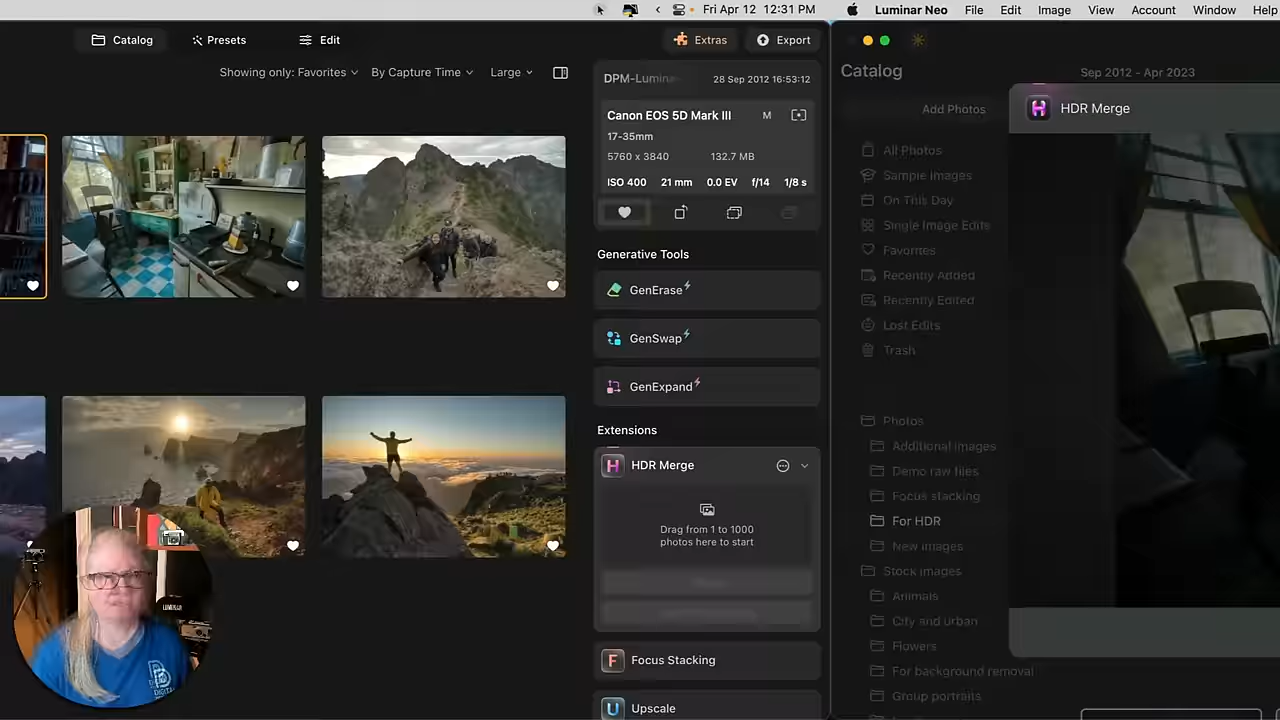 Fri Apr 12 12:31 PM
Luminar Neo File Edit Image View Account Window Help
Catalog Presets Edit Extras Export
Showing only: Favorites By Capture Time Large
DPM-Lumina 28 Sep 2012 16:53:12
Canon EOS 5D Mark III M
17-35mm
5760 x 3840 132.7 MB
ISO 400 21 mm 0.0 EV f/14 1/8 s
Generative Tools
GenErase
GenSwap
GenExpand
Extensions
H HDR Merge
Drag from 1 to 1000
photos here to start
F Focus Stacking
U Upscale
Catalog Sep 2012 - Apr 2023
Add Photos
H HDR Merge
All Photos
Sample Images
On This Day
Single Image Edits
Favorites
Recently Added
Recently Edited
Lost Edits
Trash
Photos
Additional images
Demo raw files
Focus stacking
For HDR
New images
Stock images
Animals
City and urban
Flowers
For background removal
Group portraits